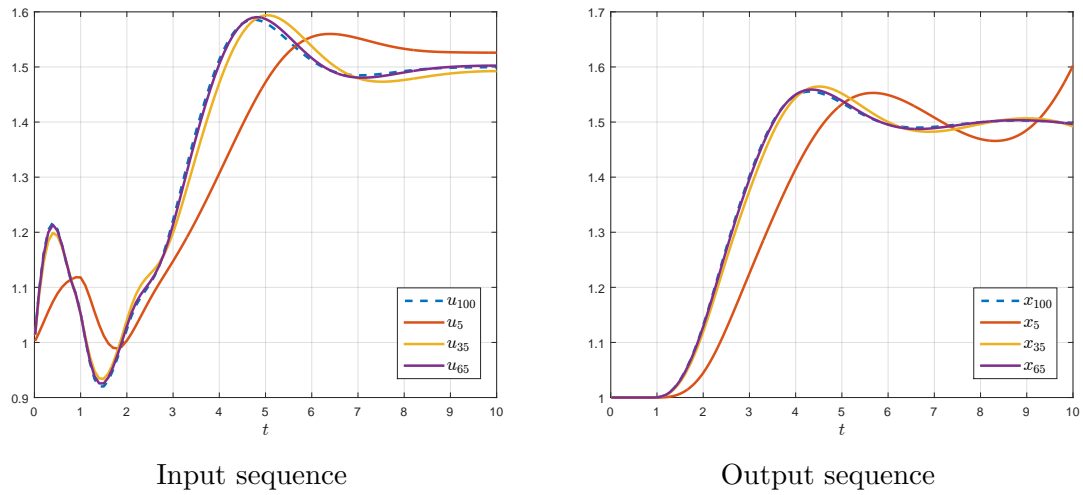 1.6
1.5
1.4
1.3
1.2
1.1
1
0.9
0 1 2 3 4 5 6 7 8 9 10
t
u100
u5
u35
u65
Input sequence
1.7
1.6
1.5
1.4
1.3
1.2
1.1
1
0 1 2 3 4 5 6 7 8 9 10
t
x100
x5
x35
x65
Output sequence